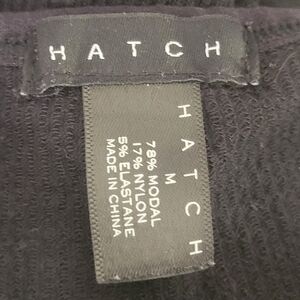 HATCH
HATCH
M
78% MODAL
17% NYLON
5% ELASTANE
MADE IN CHINA